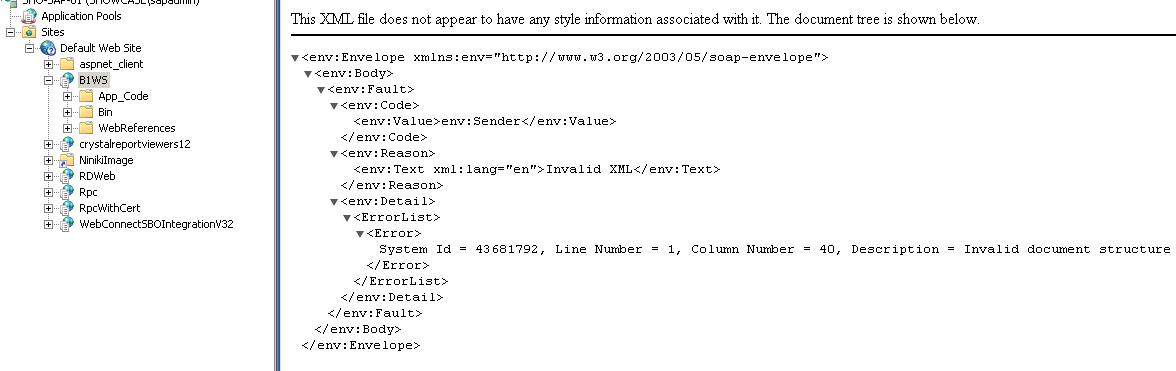 SHO-SAP-01 (SHOWCASE\sapadmin)
Application Pools
Sites
Default Web Site
aspnet_client
B1WS
App_Code
Bin
WebReferences
crystalreportviewers12
NinikiImage
RDWeb
Rpc
RpcWithCert
WebConnectSBOIntegrationV32
This XML file does not appear to have any style information associated with it. The document tree is shown below.
<env:Envelope xmlns:env="http://www.w3.org/2003/05/soap-envelope">
<env:Body>
<env:Fault>
<env:Code>
<env:Value>env:Sender</env:Value>
</env:Code>
<env:Reason>
<env:Text xml:lang="en">Invalid XML</env:Text>
</env:Reason>
<env:Detail>
<ErrorList>
<Error>
System Id = 43681792, Line Number = 1, Column Number = 40, Description = Invalid document structure
</Error>
</ErrorList>
</env:Detail>
</env:Fault>
</env:Body>
</env:Envelope>